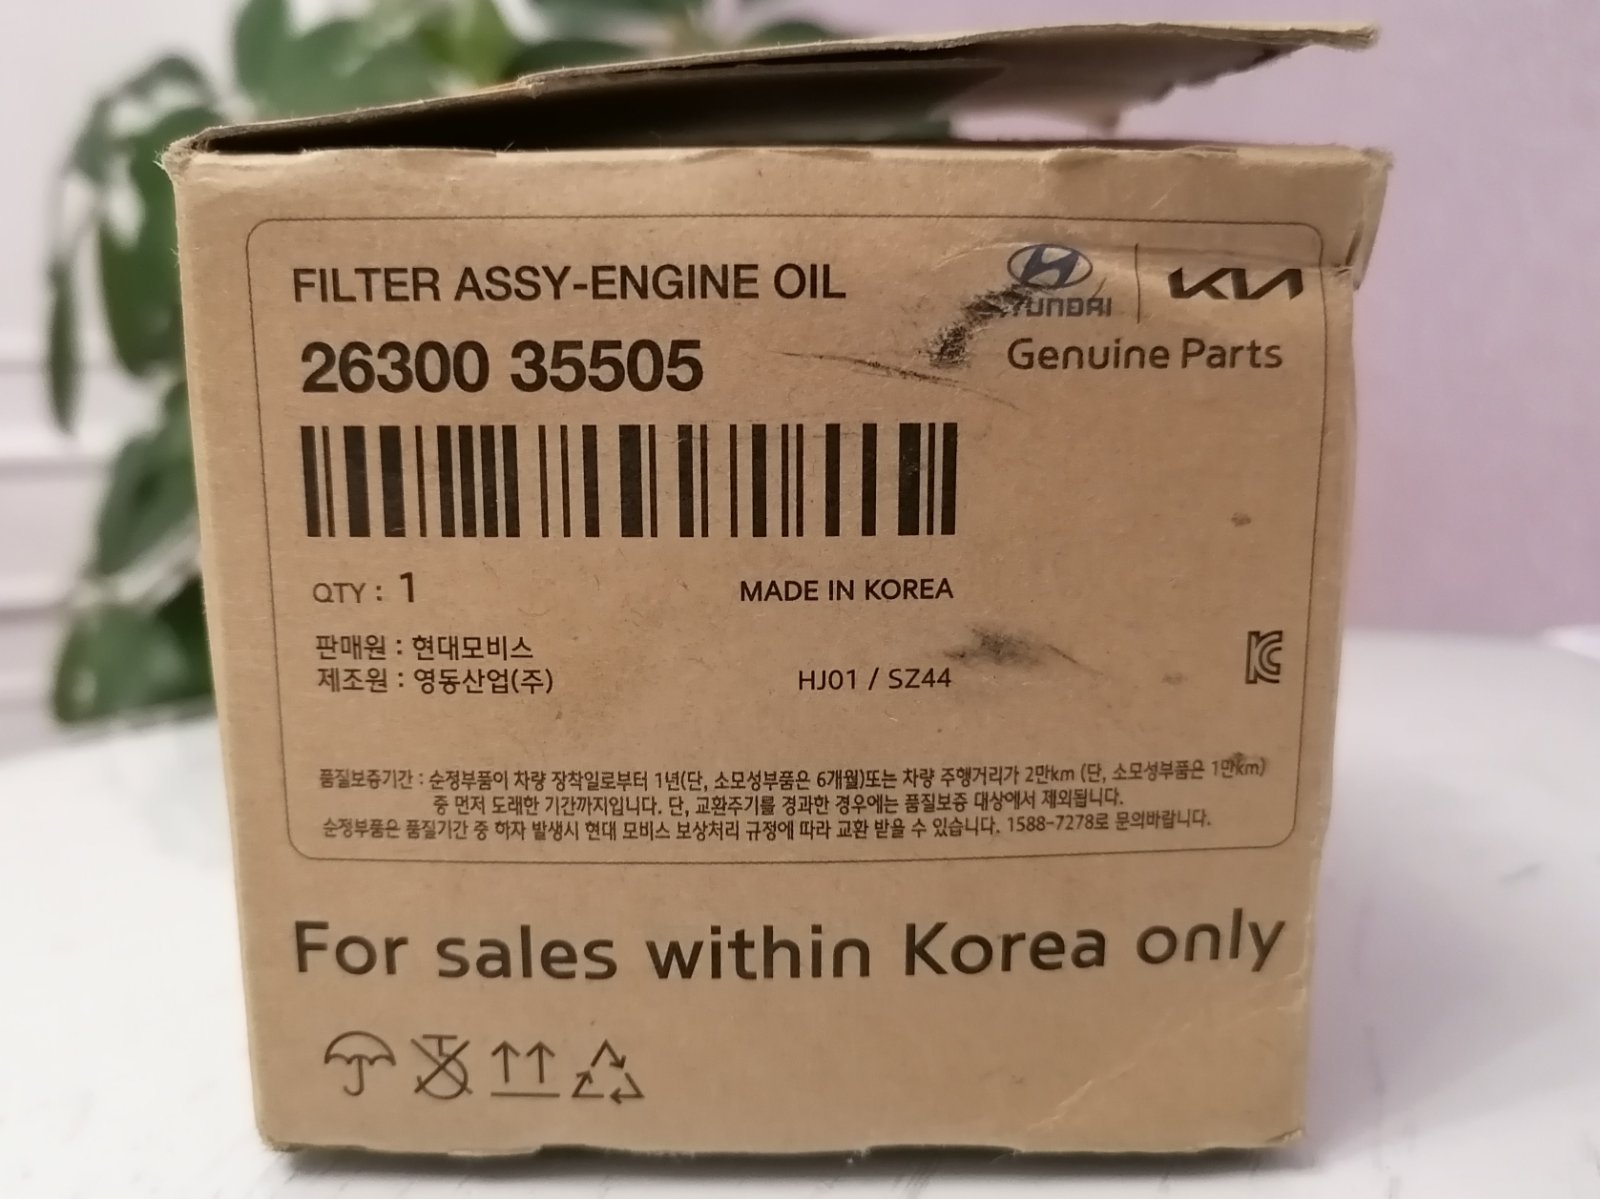 FILTER ASSY-ENGINE OIL
HYUNDAI
KIA
26300 35505
Genuine Parts
QTY : 1
MADE IN KOREA
판매원 : 현대모비스
제조원 : 영동산업(주)
HJ01 / SZ44
품질보증기간 : 순정부품이 차량 장착일로부터 1년(단, 소모성부품은 6개월)또는 차량 주행거리가 2만km (단, 소모성부품은 1만km)
중 먼저 도래한 기간까지입니다. 단, 교환주기를 경과한 경우에는 품질보증 대상에서 제외됩니다.
순정부품은 품질기간 중 하자 발생시 현대 모비스 보상처리 규정에 따라 교환 받을 수 있습니다. 1588-7278로 문의바랍니다.
For sales within Korea only